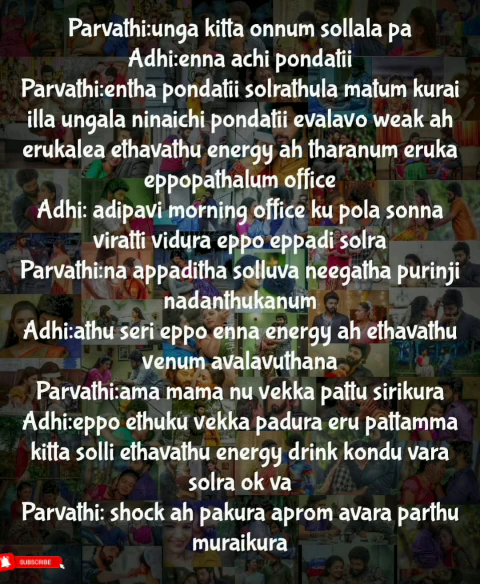 Parvathi:unga kitta onnum sollala pa
Adhi:enna achi pondatii
Parvathi:entha pondatii solrathula matum kurai
illa ungala ninaichi pondatii evalavo weak ah
erukalea ethavathu energy ah tharanum eruka
eppopathalum office
Adhi: adipavi morning office ku pola sonna
viratti vidura eppo eppadi solra
Parvathi:na appaditha solluva neegatha purinji
nadanthukanum
Adhi:athu seri eppo enna energy ah ethavathu
venum avalavuthana
Parvathi:ama mama nu vekka pattu sirikura
Adhi:eppo ethuku vekka padura eru pattamma
kitta solli ethavathu energy drink kondu vara
solra ok va
Parvathi: shock ah pakura aprom avara parthu
muraikura
SUBSCRIBE